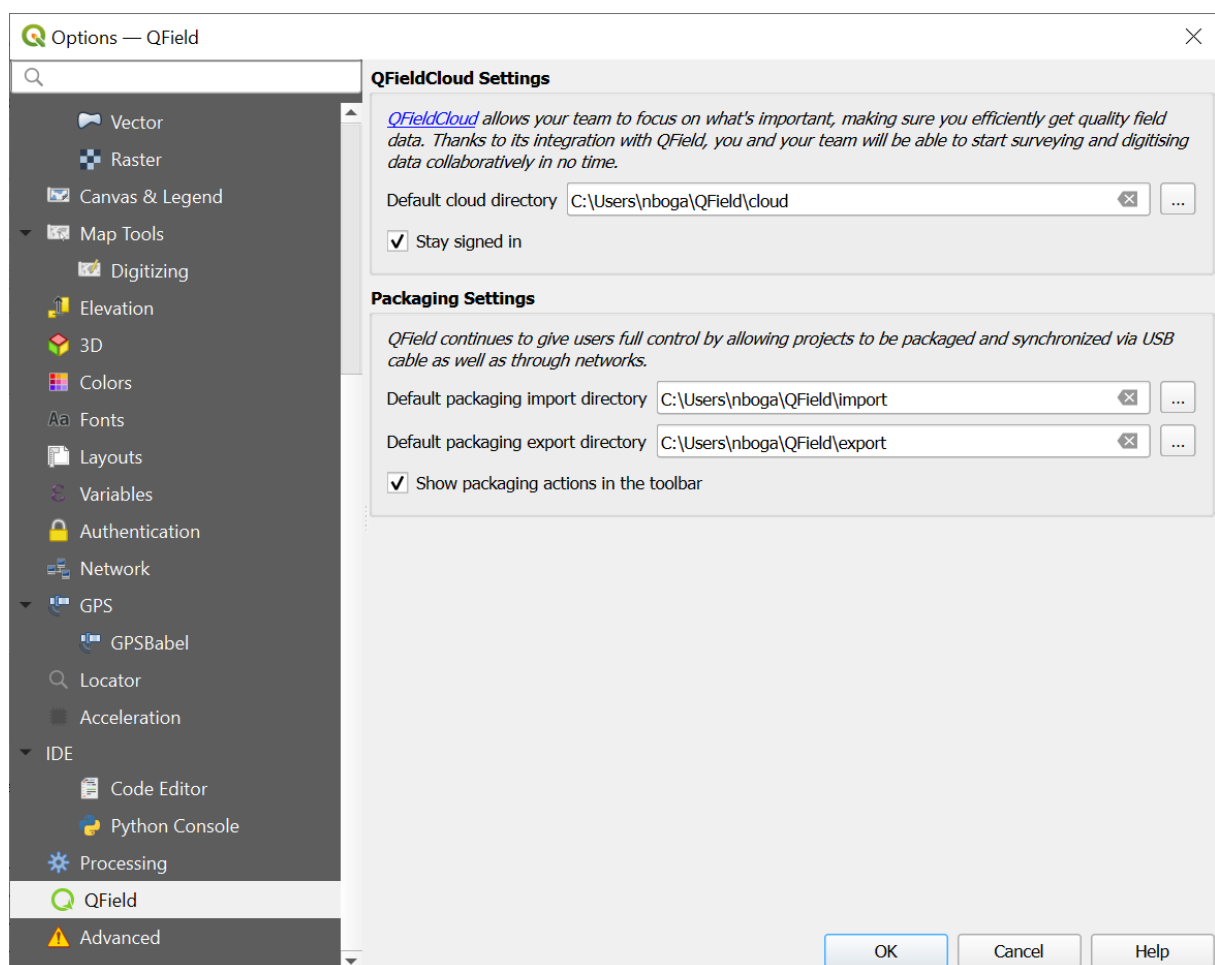 Options — QField
Vector
Raster
Canvas & Legend
Map Tools
Digitizing
Elevation
3D
Colors
Fonts
Layouts
Variables
Authentication
Network
GPS
GPSBabel
Locator
Acceleration
IDE
Code Editor
Python Console
Processing
QField
Advanced
QFieldCloud Settings
QFieldCloud allows your team to focus on what's important, making sure you efficiently get quality field
data. Thanks to its integration with QField, you and your team will be able to start surveying and digitising
data collaboratively in no time.
Default cloud directory C:\Users\nboga\QField\cloud ...
Stay signed in
Packaging Settings
QField continues to give users full control by allowing projects to be packaged and synchronized via USB
cable as well as through networks.
Default packaging import directory C:\Users\nboga\QField\import ...
Default packaging export directory C:\Users\nboga\QField\export ...
Show packaging actions in the toolbar
OK Cancel Help